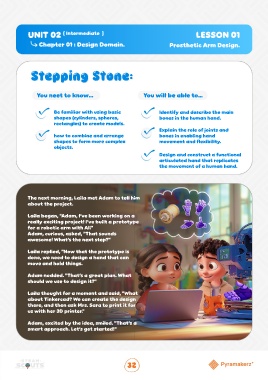 UNIT 02 ( Intermediate )
LESSON 01
Chapter 01 : Design Domain.
Prosthetic Arm Design.
Stepping Stone:
You need to know...
You will be able to...
Be familiar with using basic
shapes (cylinders, spheres,
rectangles) to create models.
how to combine and arrange
shapes to form more complex
objects.
Identify and describe the main
bones in the human hand.
Explain the role of joints and
bones in enabling hand
movement and flexibility.
Design and construct a functional
articulated hand that replicates
the movement of a human hand.
The next morning, Laila met Adam to tell him
about the project.
Laila began, "Adam, I've been working on a
really exciting project! I've built a prototype
for a robotic arm with Ali!"
Adam, curious, asked, "That sounds
awesome! What's the next step?"
Laila replied, "Now that the prototype is
done, we need to design a hand that can
move and hold things.
Adam nodded. "That's a great plan. What
should we use to design it?"
Laila thought for a moment and said, "What
about Tinkercad? We can create the design
there, and then ask Mrs. Sara to print it for
us with her 3D printer."
Adam, excited by the idea, smiled, "That's a
smart approach. Let's get started!"
SCOUTS
32
Pyramakerz